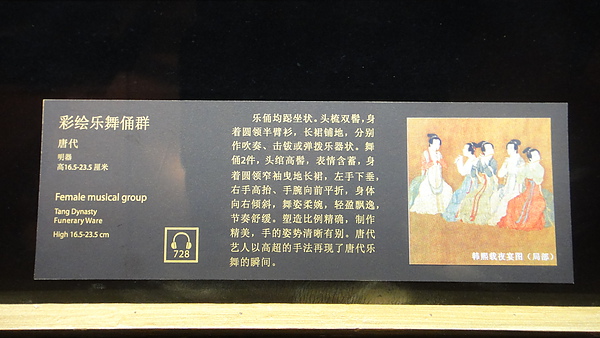 彩绘乐舞俑群
唐代
明器
高16.5-23.5 厘米
Female musical group
Tang Dynasty
Funerary Ware
High 16.5-23.5 cm
728
乐俑均跽坐状。头梳双髻,身
着圆领半臂衫，长裙铺地，分别
作吹奏、击钹或弹拨乐器状。舞
俑2件，头绾高髻，表情含蓄，身
着圆领窄袖曳地长裙，左手下垂，
右手高抬、手腕向前平折，身体
向右倾斜，舞姿柔婉，轻盈飘逸，
节奏舒缓。塑造比例精确，制作
精美，手的姿势清晰有别。唐代
艺人以高超的手法再现了唐代乐
舞的瞬间。
韩熙载夜宴图（局部）